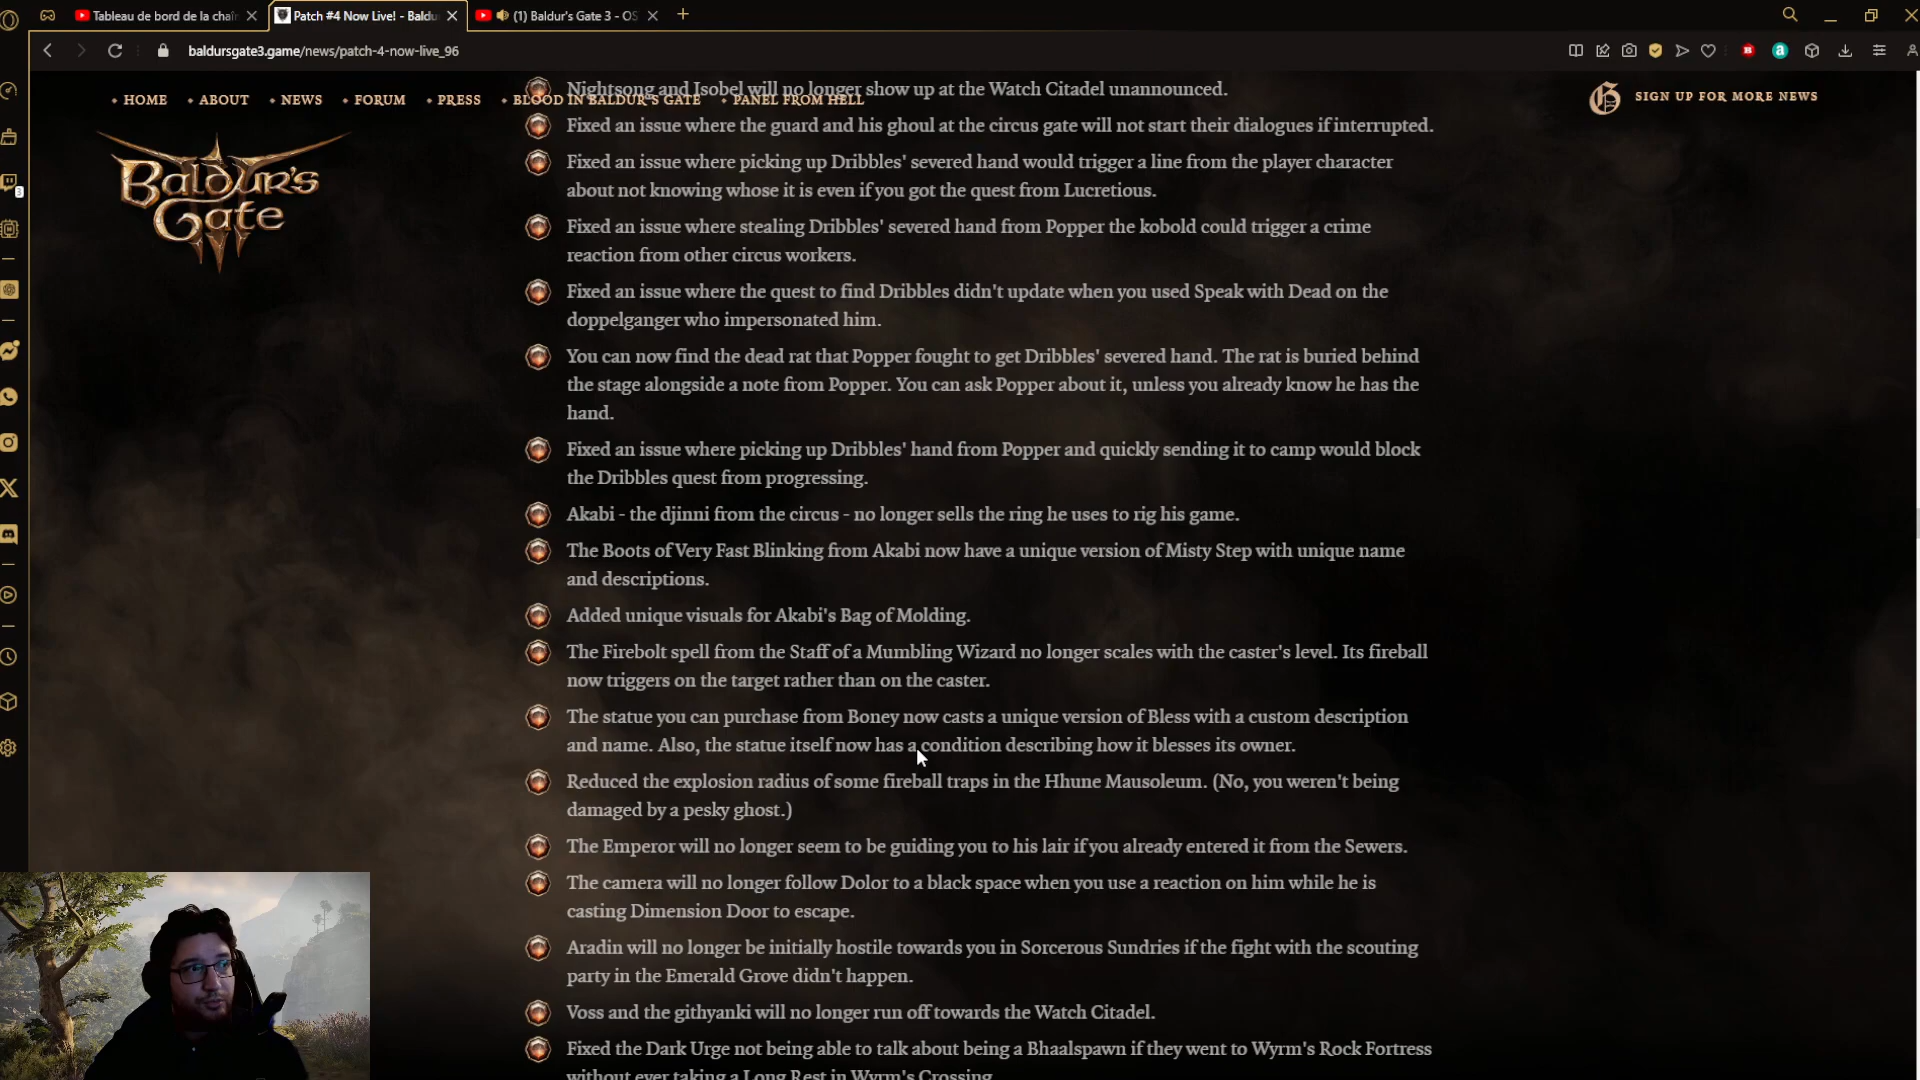 Tableau de bord de la chaîn
Patch #4 Now Live! - Baldu
(1) Baldur's Gate 3 - OS
baldursgate3.game/news/patch-4-now-live_96
HOME
ABOUT
NEWS
FORUM
PRESS
BLOOD IN BALDUR'S GATE
PANEL FROM HELL
SIGN UP FOR MORE NEWS
Baldur's
Gate
3
Nightsong and Isobel will no longer show up at the Watch Citadel unannounced.
Fixed an issue where the guard and his ghoul at the circus gate will not start their dialogues if interrupted.
Fixed an issue where picking up Dribbles' severed hand would trigger a line from the player character
about not knowing whose it is even if you got the quest from Lucretious.
Fixed an issue where stealing Dribbles' severed hand from Popper the kobold could trigger a crime
reaction from other circus workers.
Fixed an issue where the quest to find Dribbles didn't update when you used Speak with Dead on the
doppelganger who impersonated him.
You can now find the dead rat that Popper fought to get Dribbles' severed hand. The rat is buried behind
the stage alongside a note from Popper. You can ask Popper about it, unless you already know he has the
hand.
Fixed an issue where picking up Dribbles' hand from Popper and quickly sending it to camp would block
the Dribbles quest from progressing.
Akabi - the djinni from the circus - no longer sells the ring he uses to rig his game.
The Boots of Very Fast Blinking from Akabi now have a unique version of Misty Step with unique name
and descriptions.
Added unique visuals for Akabi's Bag of Molding.
The Firebolt spell from the Staff of a Mumbling Wizard no longer scales with the caster's level. Its fireball
now triggers on the target rather than on the caster.
The statue you can purchase from Boney now casts a unique version of Bless with a custom description
and name. Also, the statue itself now has a condition describing how it blesses its owner.
Reduced the explosion radius of some fireball traps in the Hhune Mausoleum. (No, you weren't being
damaged by a pesky ghost.)
The Emperor will no longer seem to be guiding you to his lair if you already entered it from the Sewers.
The camera will no longer follow Dolor to a black space when you use a reaction on him while he is
casting Dimension Door to escape.
Aradin will no longer be initially hostile towards you in Sorcerous Sundries if the fight with the scouting
party in the Emerald Grove didn't happen.
Voss and the githyanki will no longer run off towards the Watch Citadel.
Fixed the Dark Urge not being able to talk about being a Bhaalspawn if they went to Wyrm's Rock Fortress
without ever taking a Long Rest in Wyrm's Crossing.